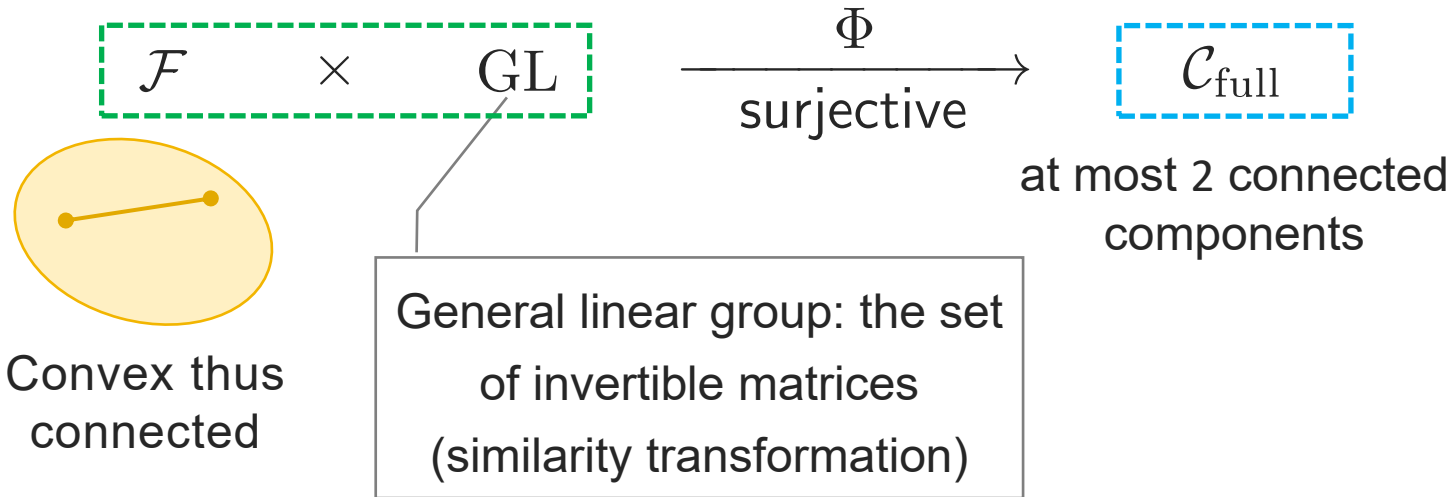 ℱ × GL
Φ
surjective
𝒞_full
at most 2 connected
components
Convex thus
connected
General linear group: the set
of invertible matrices
(similarity transformation)